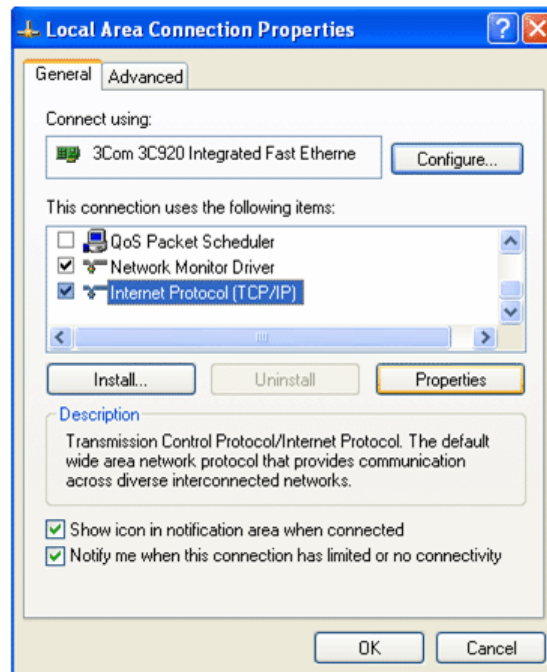 Local Area Connection Properties
General
Advanced
Connect using:
3Com 3C920 Integrated Fast Etherne
Configure...
This connection uses the following items:
QoS Packet Scheduler
Network Monitor Driver
Internet Protocol (TCP/IP)
Install...
Uninstall
Properties
Description
Transmission Control Protocol/Internet Protocol. The default
wide area network protocol that provides communication
across diverse interconnected networks.
Show icon in notification area when connected
Notify me when this connection has limited or no connectivity
OK
Cancel